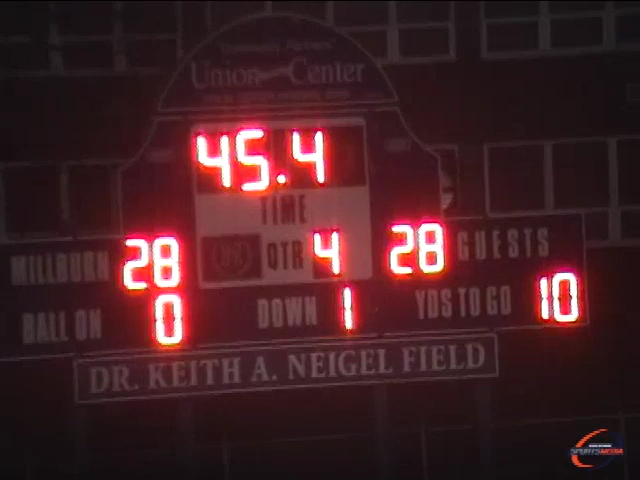 Union Center
45.4
TIME
MILLBURN 28 QTR 4 28 GUESTS
BALL ON 0 DOWN 1 YDS TO GO 10
DR. KEITH A. NEIGEL FIELD
SPORTSMEDIA